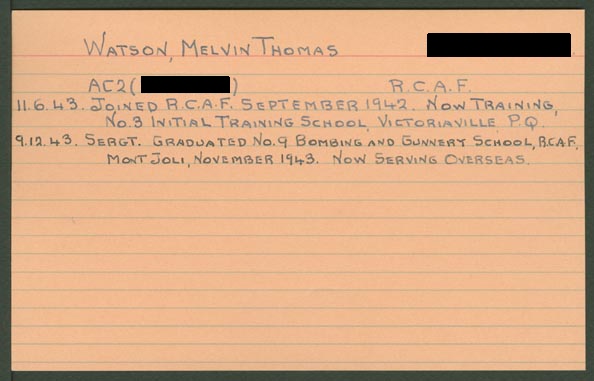 WATSON, MELVIN THOMAS
AC2( ) R.C.A.F.
11.6.43. JOINED R.C.A.F. SEPTEMBER 1942. NOW TRAINING,
No.3 INITIAL TRAINING SCHOOL, VICTORIAVILLE, P.Q.
9.12.43. SERGT. GRADUATED No.9 BOMBING AND GUNNERY SCHOOL, R.C.A.F.,
MONT JOLI, NOVEMBER 1943. NOW SERVING OVERSEAS.